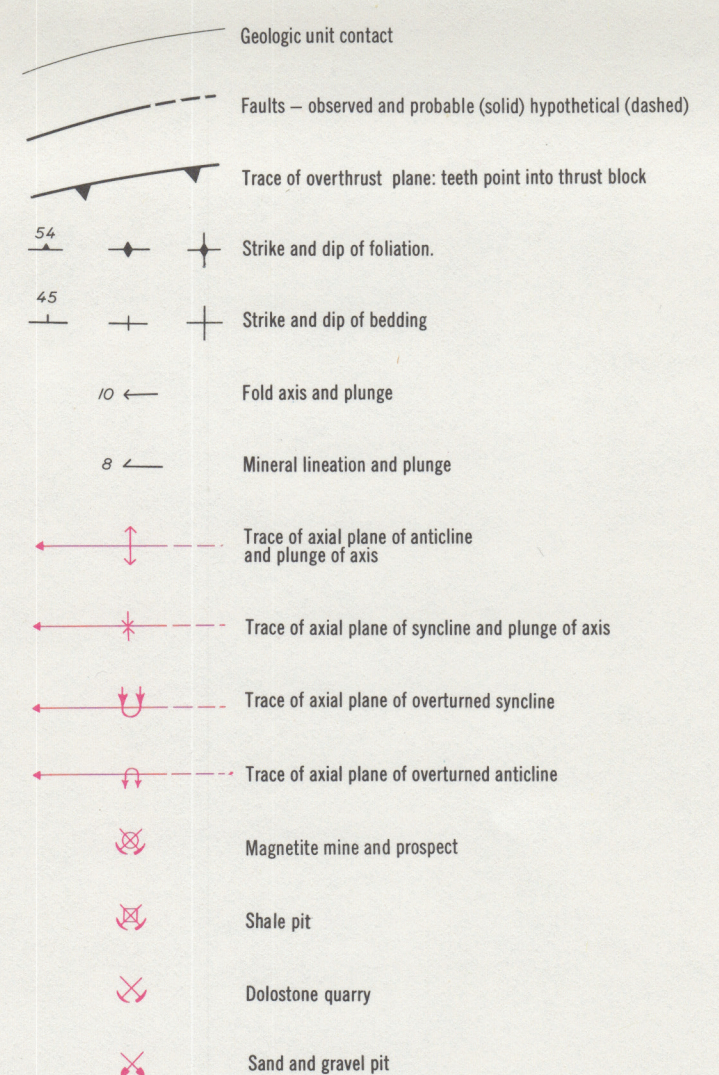 Geologic unit contact
Faults — observed and probable (solid) hypothetical (dashed)
Trace of overthrust plane: teeth point into thrust block
54
Strike and dip of foliation.
45
Strike and dip of bedding
10
Fold axis and plunge
8
Mineral lineation and plunge
Trace of axial plane of anticline
and plunge of axis
Trace of axial plane of syncline and plunge of axis
Trace of axial plane of overturned syncline
Trace of axial plane of overturned anticline
Magnetite mine and prospect
Shale pit
Dolostone quarry
Sand and gravel pit